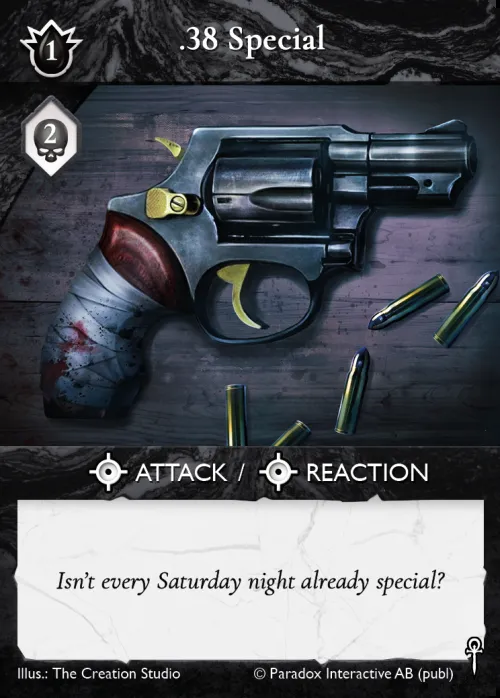 .38 Special
1
2
ATTACK / REACTION
Isn't every Saturday night already special?
Illus.: The Creation Studio © Paradox Interactive AB (publ)